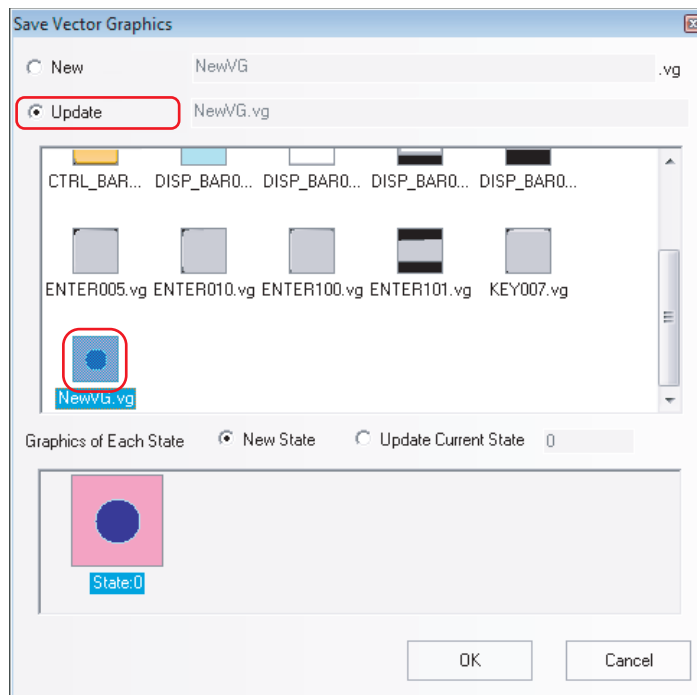 Save Vector Graphics
New NewVG .vg
Update NewVG.vg
CTRL_BAR... DISP_BAR0... DISP_BAR0... DISP_BAR0... DISP_BAR0...
ENTER005.vg ENTER010.vg ENTER100.vg ENTER101.vg KEY007.vg
NewVG.vg
Graphics of Each State New State Update Current State 0
State:0
OK Cancel